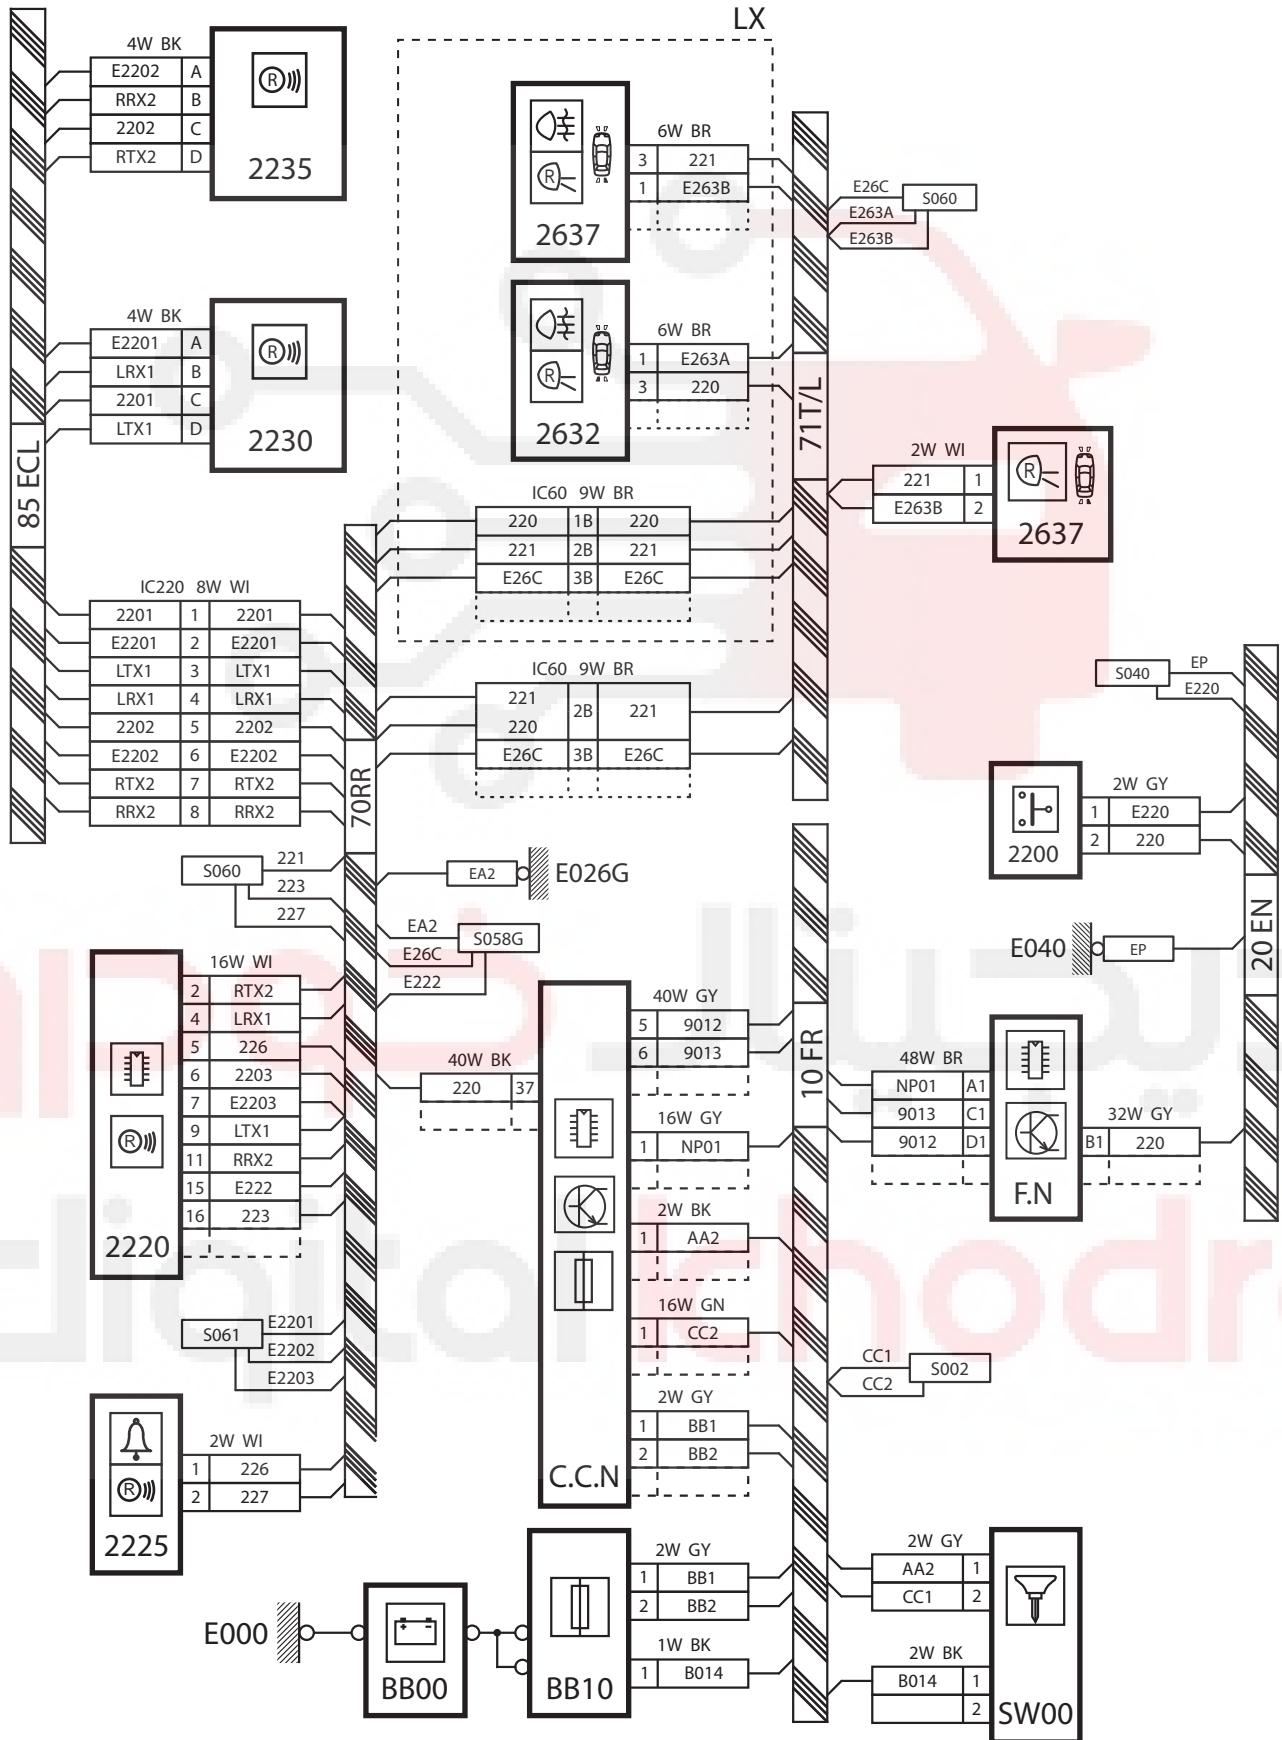 LX
4W BK
E2202 A
RRX2 B
2202 C
RTX2 D
2235
4W BK
E2201 A
LRX1 B
2201 C
LTX1 D
2230
85 ECL
6W BR
3 221
1 E263B
2637
6W BR
1 E263A
3 220
2632
71T/L
E26C
E263A
E263B
S060
2W WI
221 1
E263B 2
2637
IC60 9W BR
220 1B 220
221 2B 221
E26C 3B E26C
IC220 8W WI
2201 1 2201
E2201 2 E2201
LTX1 3 LTX1
LRX1 4 LRX1
2202 5 2202
E2202 6 E2202
RTX2 7 RTX2
RRX2 8 RRX2
70RR
IC60 9W BR
221
220
2B 221
E26C 3B E26C
S040
EP
E220
2W GY
1 E220
2 220
2200
20 EN
S060
221
223
227
EA2
E026G
EA2
E26C
E222
S058G
E040
EP
16W WI
2 RTX2
4 LRX1
5 226
6 2203
7 E2203
9 LTX1
11 RRX2
15 E222
16 223
2220
40W BK
220 37
40W GY
5 9012
6 9013
16W GY
1 NP01
2W BK
1 AA2
16W GN
1 CC2
2W GY
1 BB1
2 BB2
C.C.N
10 FR
48W BR
NP01 A1
9013 C1
9012 D1
F.N
32W GY
B1 220
S061
E2201
E2202
E2203
CC1
CC2
S002
2W WI
1 226
2 227
2225
E000
BB00
BB10
2W GY
1 BB1
2 BB2
1W BK
1 B014
2W GY
AA2 1
CC1 2
2W BK
B014 1
2
SW00
دیجیتال خودرو
digital khodro